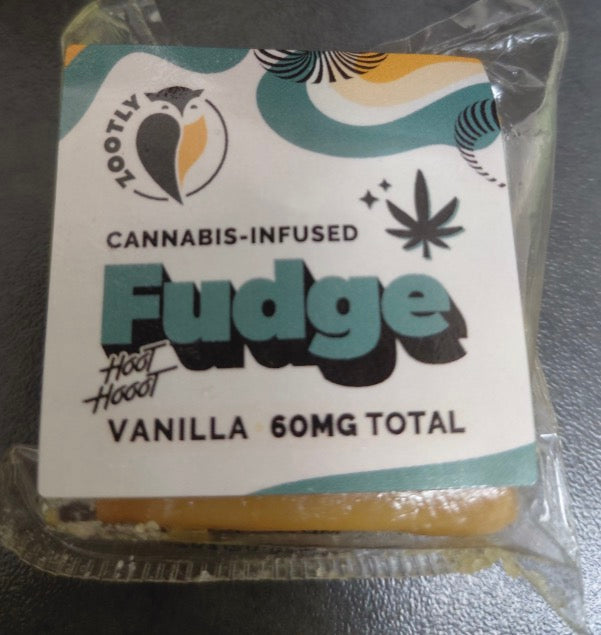 ZOOTLY
CANNABIS-INFUSED
Fudge
HOOT
HOOOT
VANILLA 60MG TOTAL